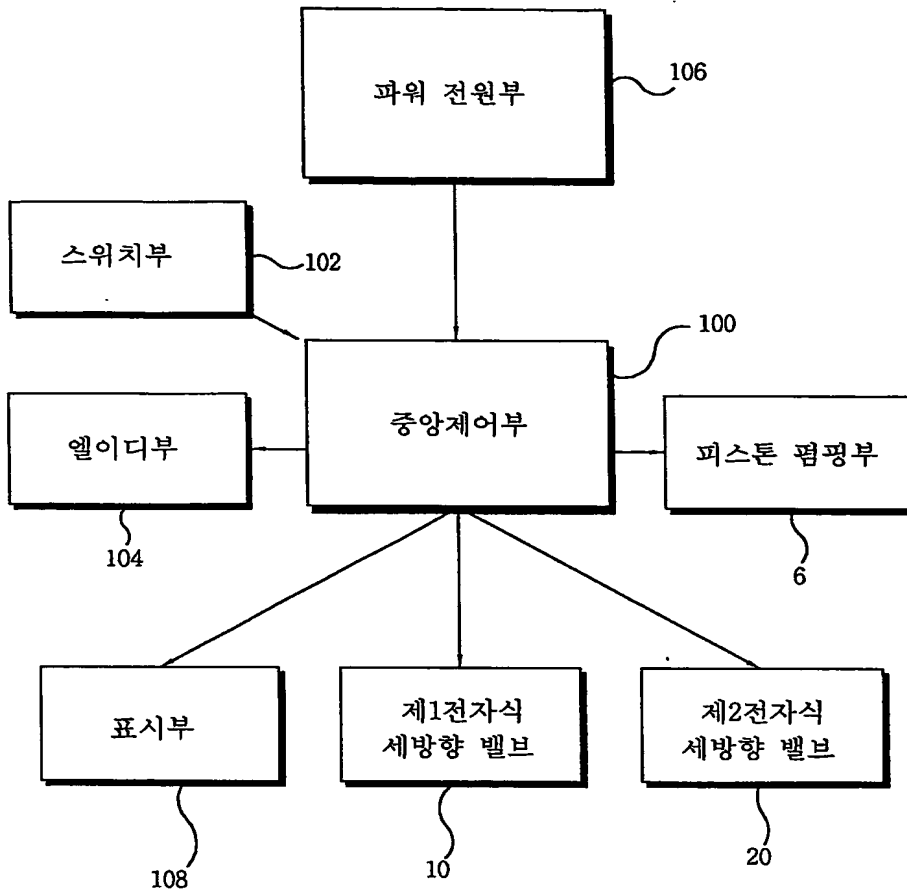 파워 전원부
106
스위치부
102
100
중앙제어부
엘이디부
피스톤 펌핑부
104
6
표시부
제1전자식
세방향 밸브
제2전자식
세방향 밸브
108
10
20